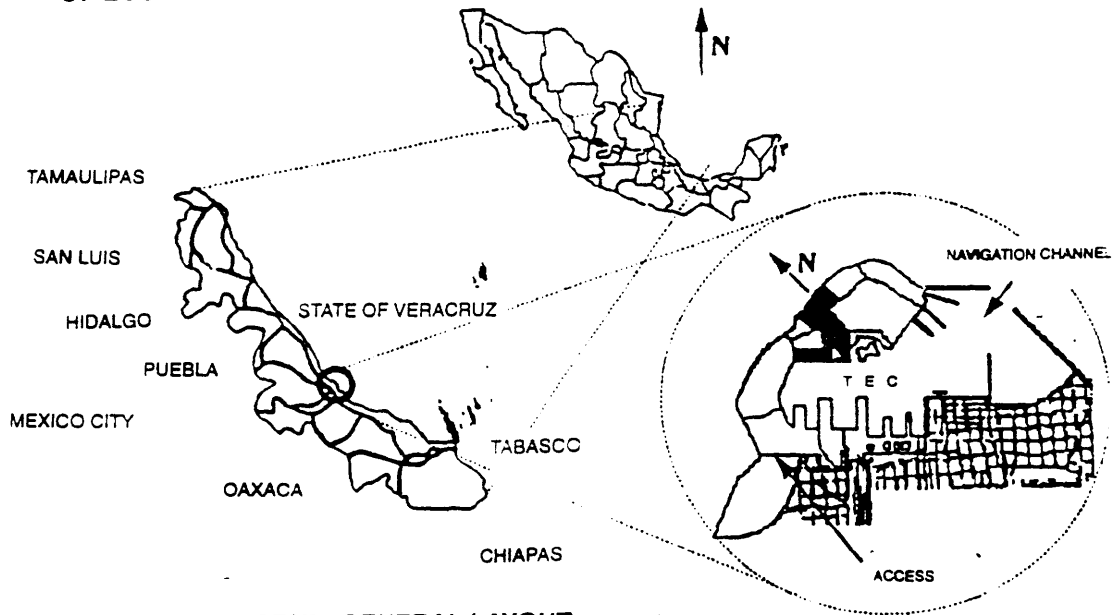 N
TAMAULIPAS
SAN LUIS
N
NAVIGATION CHANNEL
STATE OF VERACRUZ
HIDALGO
PUEBLA
T E C
MEXICO CITY
TABASCO
OAXACA
CHIAPAS
ACCESS
GENERAL LAYOUT